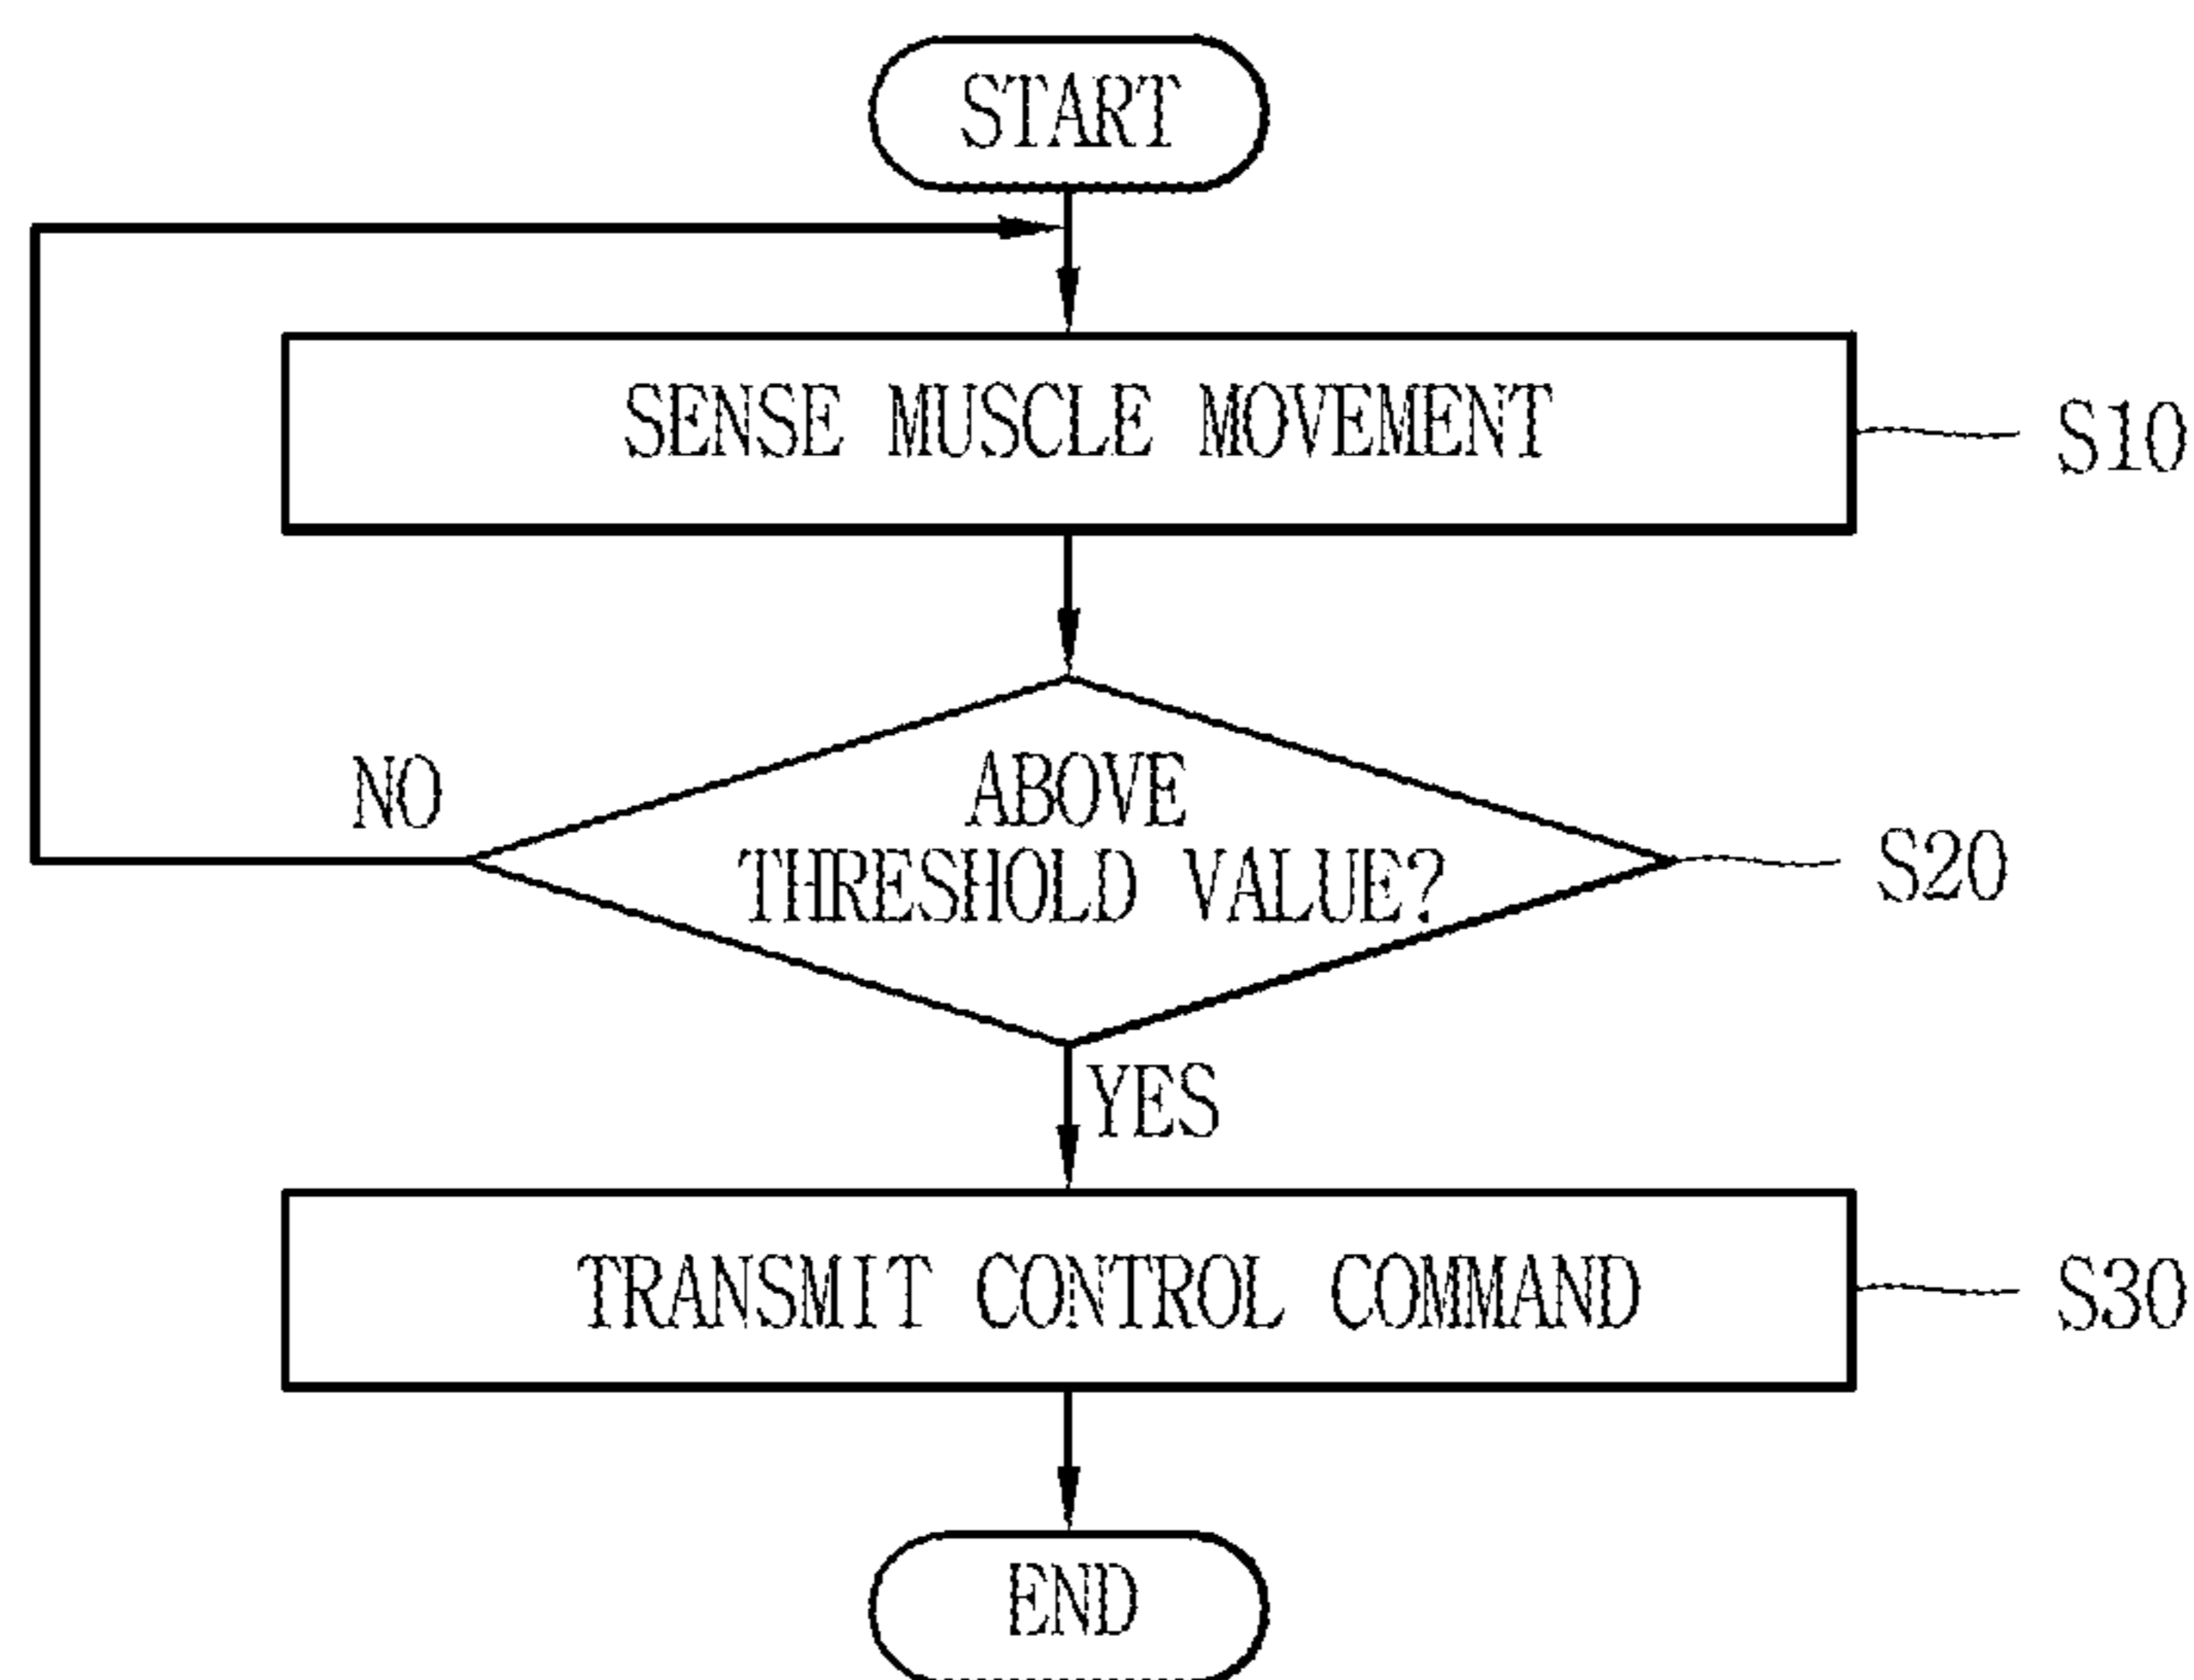 START
SENSE MUSCLE MOVEMENT
S10
NO
ABOVE
THRESHOLD VALUE?
S20
YES
TRANSMIT CONTROL COMMAND
S30
END